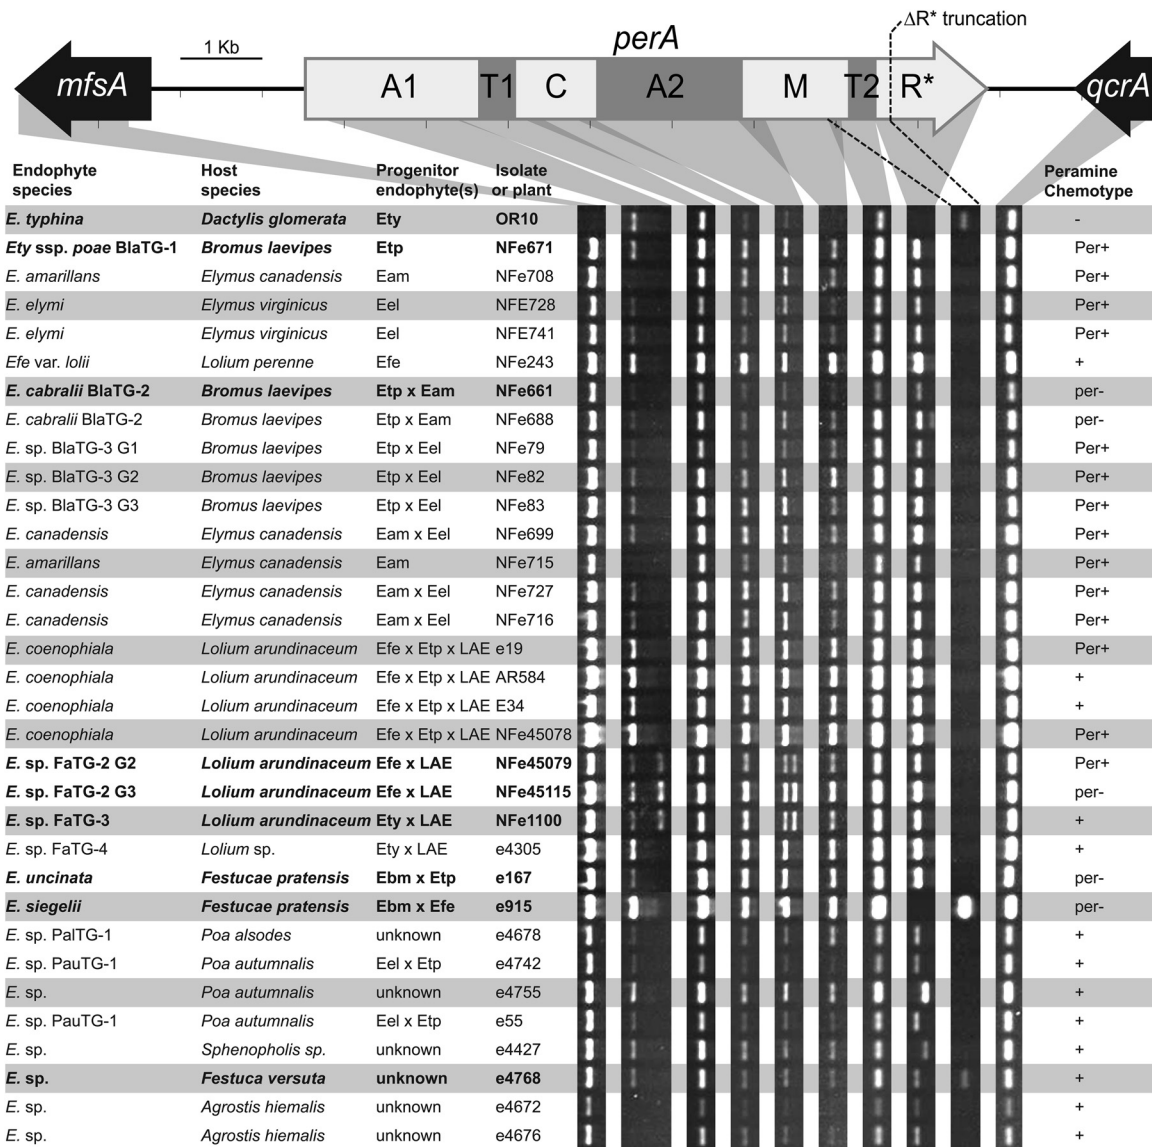 ΔR* truncation
perA
1 Kb
mfsA A1 T1 C A2 M T2 R* qcrA
Endophyte species Host species Progenitor endophyte(s) Isolate or plant Peramine Chemotype
E. typhina Dactylis glomerata Ety OR10 -
Ety ssp. poae BlaTG-1 Bromus laevipes Etp NFe671 Per+
E. amarillans Elymus canadensis Eam NFe708 Per+
E. elymi Elymus virginicus Eel NFE728 Per+
E. elymi Elymus virginicus Eel NFE741 Per+
Efe var. lolii Lolium perenne Efe NFe243 +
E. cabralii BlaTG-2 Bromus laevipes Etp x Eam NFe661 per-
E. cabralii BlaTG-2 Bromus laevipes Etp x Eam NFe688 per-
E. sp. BlaTG-3 G1 Bromus laevipes Etp x Eel NFe79 Per+
E. sp. BlaTG-3 G2 Bromus laevipes Etp x Eel NFe82 Per+
E. sp. BlaTG-3 G3 Bromus laevipes Etp x Eel NFe83 Per+
E. canadensis Elymus canadensis Eam x Eel NFe699 Per+
E. amarillans Elymus canadensis Eam NFe715 Per+
E. canadensis Elymus canadensis Eam x Eel NFe727 Per+
E. canadensis Elymus canadensis Eam x Eel NFe716 Per+
E. coenophiala Lolium arundinaceum Efe x Etp x LAE e19 Per+
E. coenophiala Lolium arundinaceum Efe x Etp x LAE AR584 +
E. coenophiala Lolium arundinaceum Efe x Etp x LAE E34 +
E. coenophiala Lolium arundinaceum Efe x Etp x LAE NFe45078 Per+
E. sp. FaTG-2 G2 Lolium arundinaceum Efe x LAE NFe45079 Per+
E. sp. FaTG-2 G3 Lolium arundinaceum Efe x LAE NFe45115 per-
E. sp. FaTG-3 Lolium arundinaceum Ety x LAE NFe1100 +
E. sp. FaTG-4 Lolium sp. Ety x LAE e4305 +
E. uncinata Festucae pratensis Ebm x Etp e167 per-
E. siegelii Festucae pratensis Ebm x Efe e915 per-
E. sp. PalTG-1 Poa alsodes unknown e4678 +
E. sp. PauTG-1 Poa autumnalis Eel x Etp e4742 +
E. sp. Poa autumnalis unknown e4755 +
E. sp. PauTG-1 Poa autumnalis Eel x Etp e55 +
E. sp. Sphenopholis sp. unknown e4427 +
E. sp. Festuca versuta unknown e4768 +
E. sp. Agrostis hiemalis unknown e4672 +
E. sp. Agrostis hiemalis unknown e4676 +